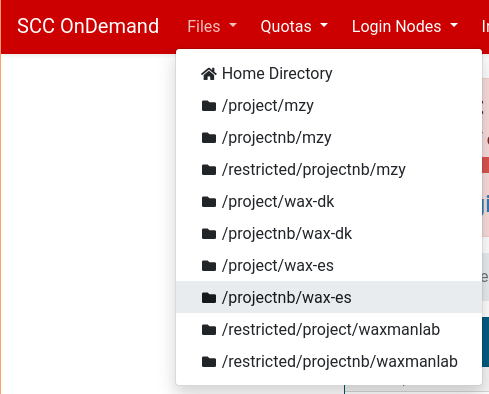 SCC OnDemand Files Quotas Login Nodes
Home Directory
/project/mzy
/projectnb/mzy
/restricted/projectnb/mzy
/project/wax-dk
/projectnb/wax-dk
/project/wax-es
/projectnb/wax-es
/restricted/project/waxmanlab
/restricted/projectnb/waxmanlab